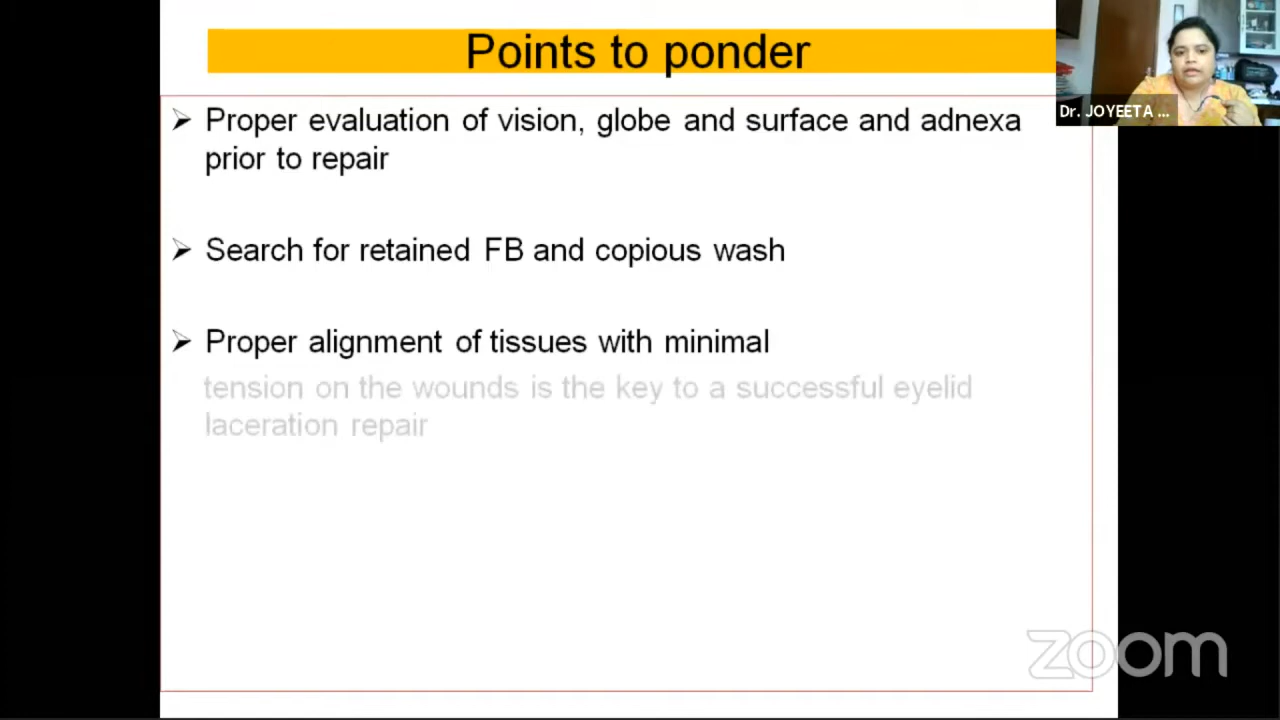 Points to ponder
Dr. JOYEETA ...
Proper evaluation of vision, globe and surface and adnexa
prior to repair
Search for retained FB and copious wash
Proper alignment of tissues with minimal
tension on the wounds is the key to a successful eyelid
laceration repair
zoom